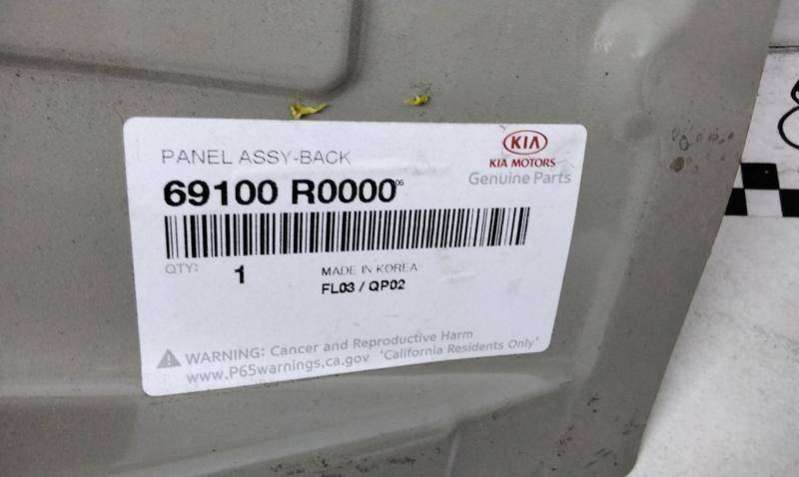 PANEL ASSY-BACK
69100 R0000
KIA
KIA MOTORS
Genuine Parts
QTY: 1
MADE IN KOREA
FL03 / QP02
WARNING: Cancer and Reproductive Harm
www.P65warnings.ca.gov "California Residents Only"